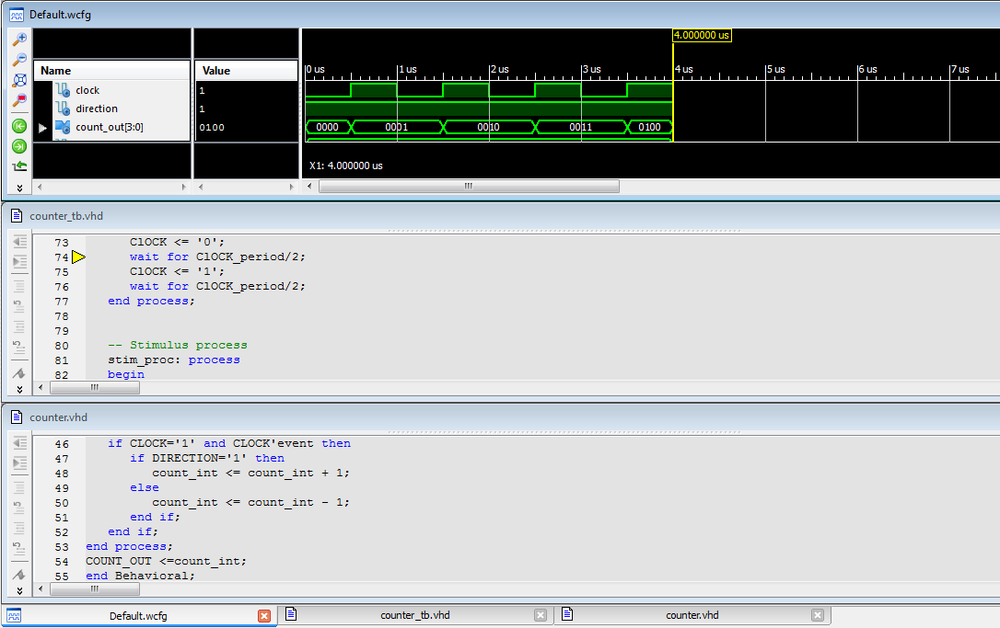 Default.wcfg
4.000000 us
0 us 1 us 2 us 3 us 4 us 5 us 6 us 7 us
Name Value
clock 1
direction 1
count_out[3:0] 0100 0000 0001 0010 0011 0100
X1: 4.000000 us
counter_tb.vhd
73 ClOCK <= '0';
74 wait for ClOCK_period/2;
75 ClOCK <= '1';
76 wait for ClOCK_period/2;
77 end process;
78
79
80 -- Stimulus process
81 stim_proc: process
82 begin
counter.vhd
46 if CLOCK='1' and CLOCK'event then
47 if DIRECTION='1' then
48 count_int <= count_int + 1;
49 else
50 count_int <= count_int - 1;
51 end if;
52 end if;
53 end process;
54 COUNT_OUT <=count_int;
55 end Behavioral;
Default.wcfg counter_tb.vhd counter.vhd